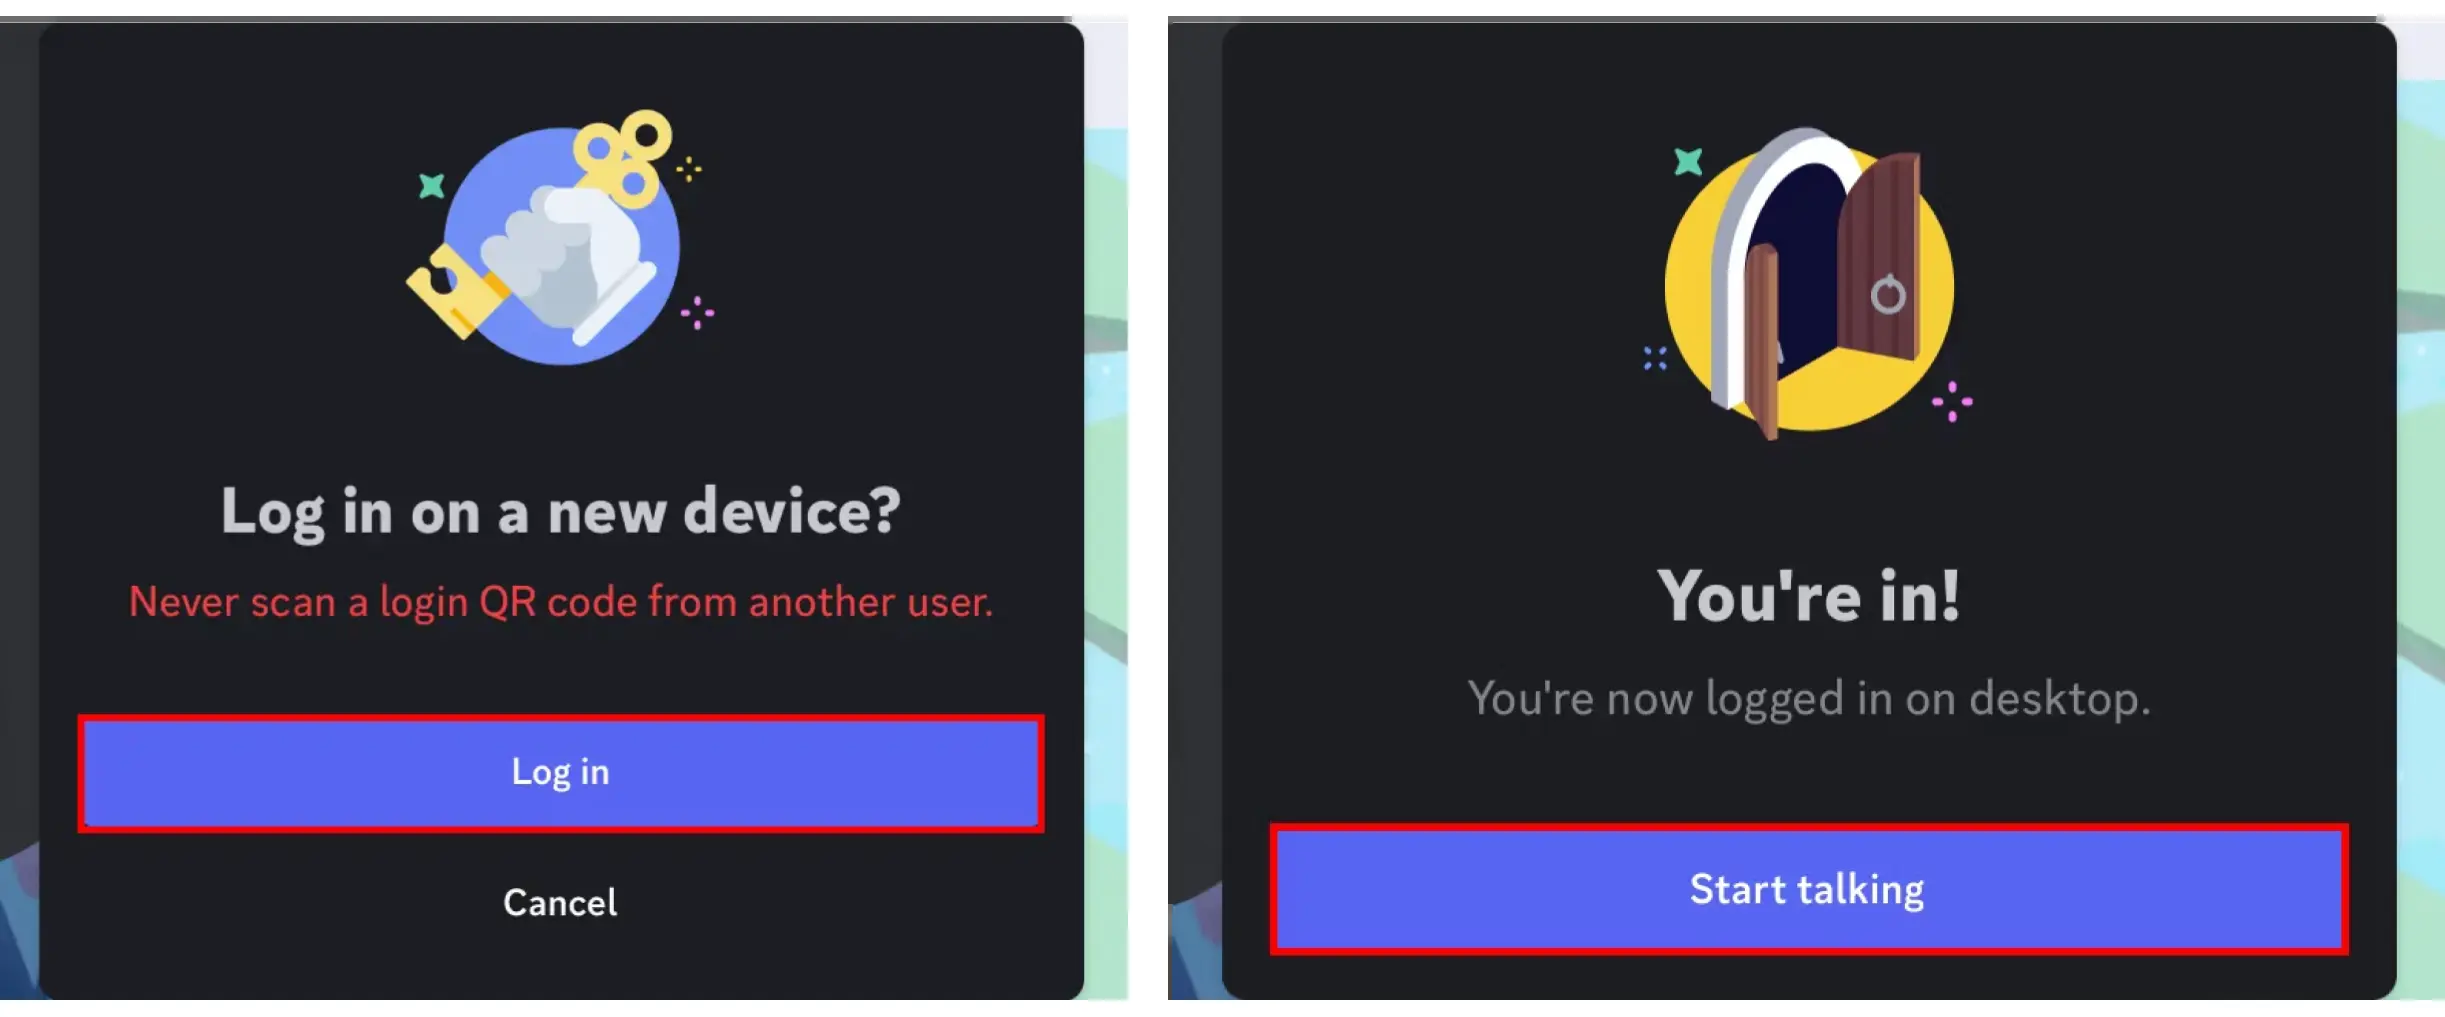 Log in on a new device?
Never scan a login QR code from another user.
Log in
Cancel
You're in!
You're now logged in on desktop.
Start talking